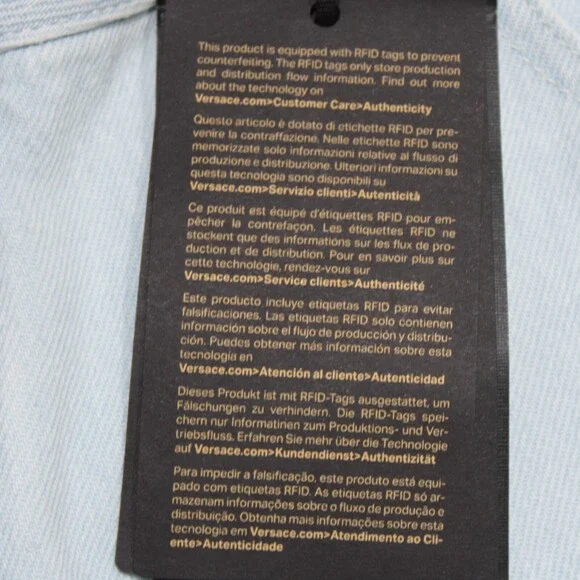 This product is equipped with RFID tags to prevent
counterfeiting. The RFID tags only store production
and distribution flow information. Find out more
about the technology on
Versace.com>Customer Care>Authenticity
Questo articolo è dotato di etichette RFID per pre-
venire la contraffazione. Nelle etichette RFID sono
memorizzate solo informazioni relative al flusso di
produzione e distribuzione. Ulteriori informazioni su
questa tecnologia sono disponibili su
Versace.com>Servizio clienti>Autenticità
Ce produit est équipé d'étiquettes RFID pour em-
pêcher la contrefaçon. Les étiquettes RFID ne
stockent que des informations sur les flux de pro-
duction et de distribution. Pour en savoir plus sur
cette technologie, rendez-vous sur
Versace.com>Service clients>Authenticité
Este producto incluye etiquetas RFID para evitar
falsificaciones. Las etiquetas RFID solo contienen
información sobre el flujo de producción y distribu-
ción. Puedes obtener más información sobre esta
tecnología en
Versace.com>Atención al cliente>Autenticidad
Dieses Produkt ist mit RFID-Tags ausgestattet, um
Fälschungen zu verhindern. Die RFID-Tags spei-
chern nur Informatinen zum Produktions- und Ver-
triebsfluss. Erfahren Sie mehr über die Technologie
auf Versace.com>Kundendienst>Authentizität
Para impedir a falsificação, este produto está equi-
pado com etiquetas RFID. As etiquetas RFID só ar-
mazenam informações sobre o fluxo de produção e
distribuição. Obtenha mais informações sobre esta
tecnologia em Versace.com>Atendimento ao Cli-
ente>Autenticidade